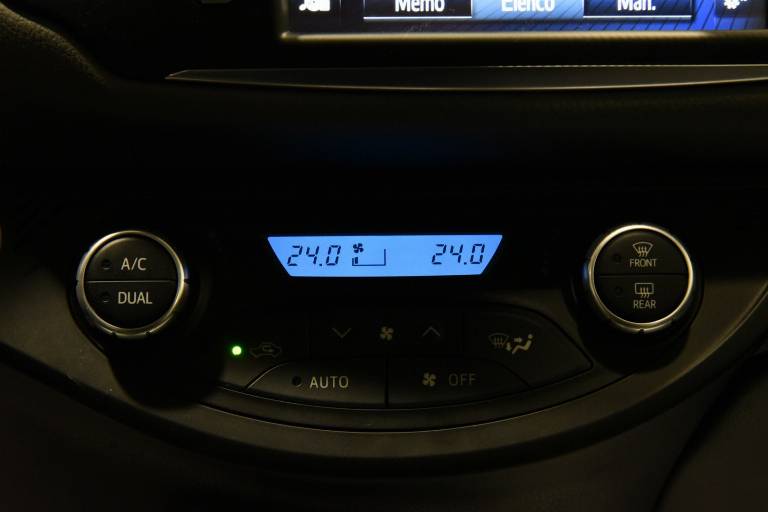 Memo Elenco Man.
24.0 24.0
A/C
DUAL
FRONT
REAR
AUTO
OFF